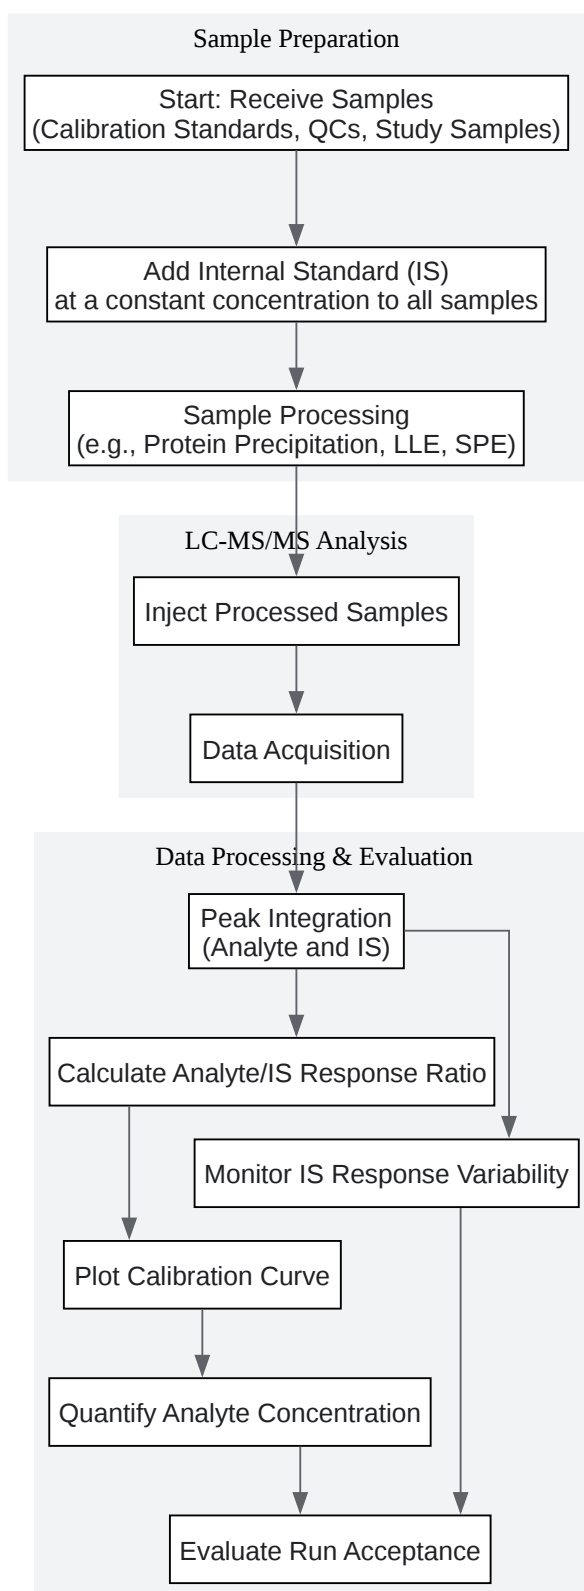 Sample Preparation
Start: Receive Samples
(Calibration Standards, QCs, Study Samples)
Add Internal Standard (IS)
at a constant concentration to all samples
Sample Processing
(e.g., Protein Precipitation, LLE, SPE)
LC-MS/MS Analysis
Inject Processed Samples
Data Acquisition
Data Processing & Evaluation
Peak Integration
(Analyte and IS)
Calculate Analyte/IS Response Ratio
Monitor IS Response Variability
Plot Calibration Curve
Quantify Analyte Concentration
Evaluate Run Acceptance